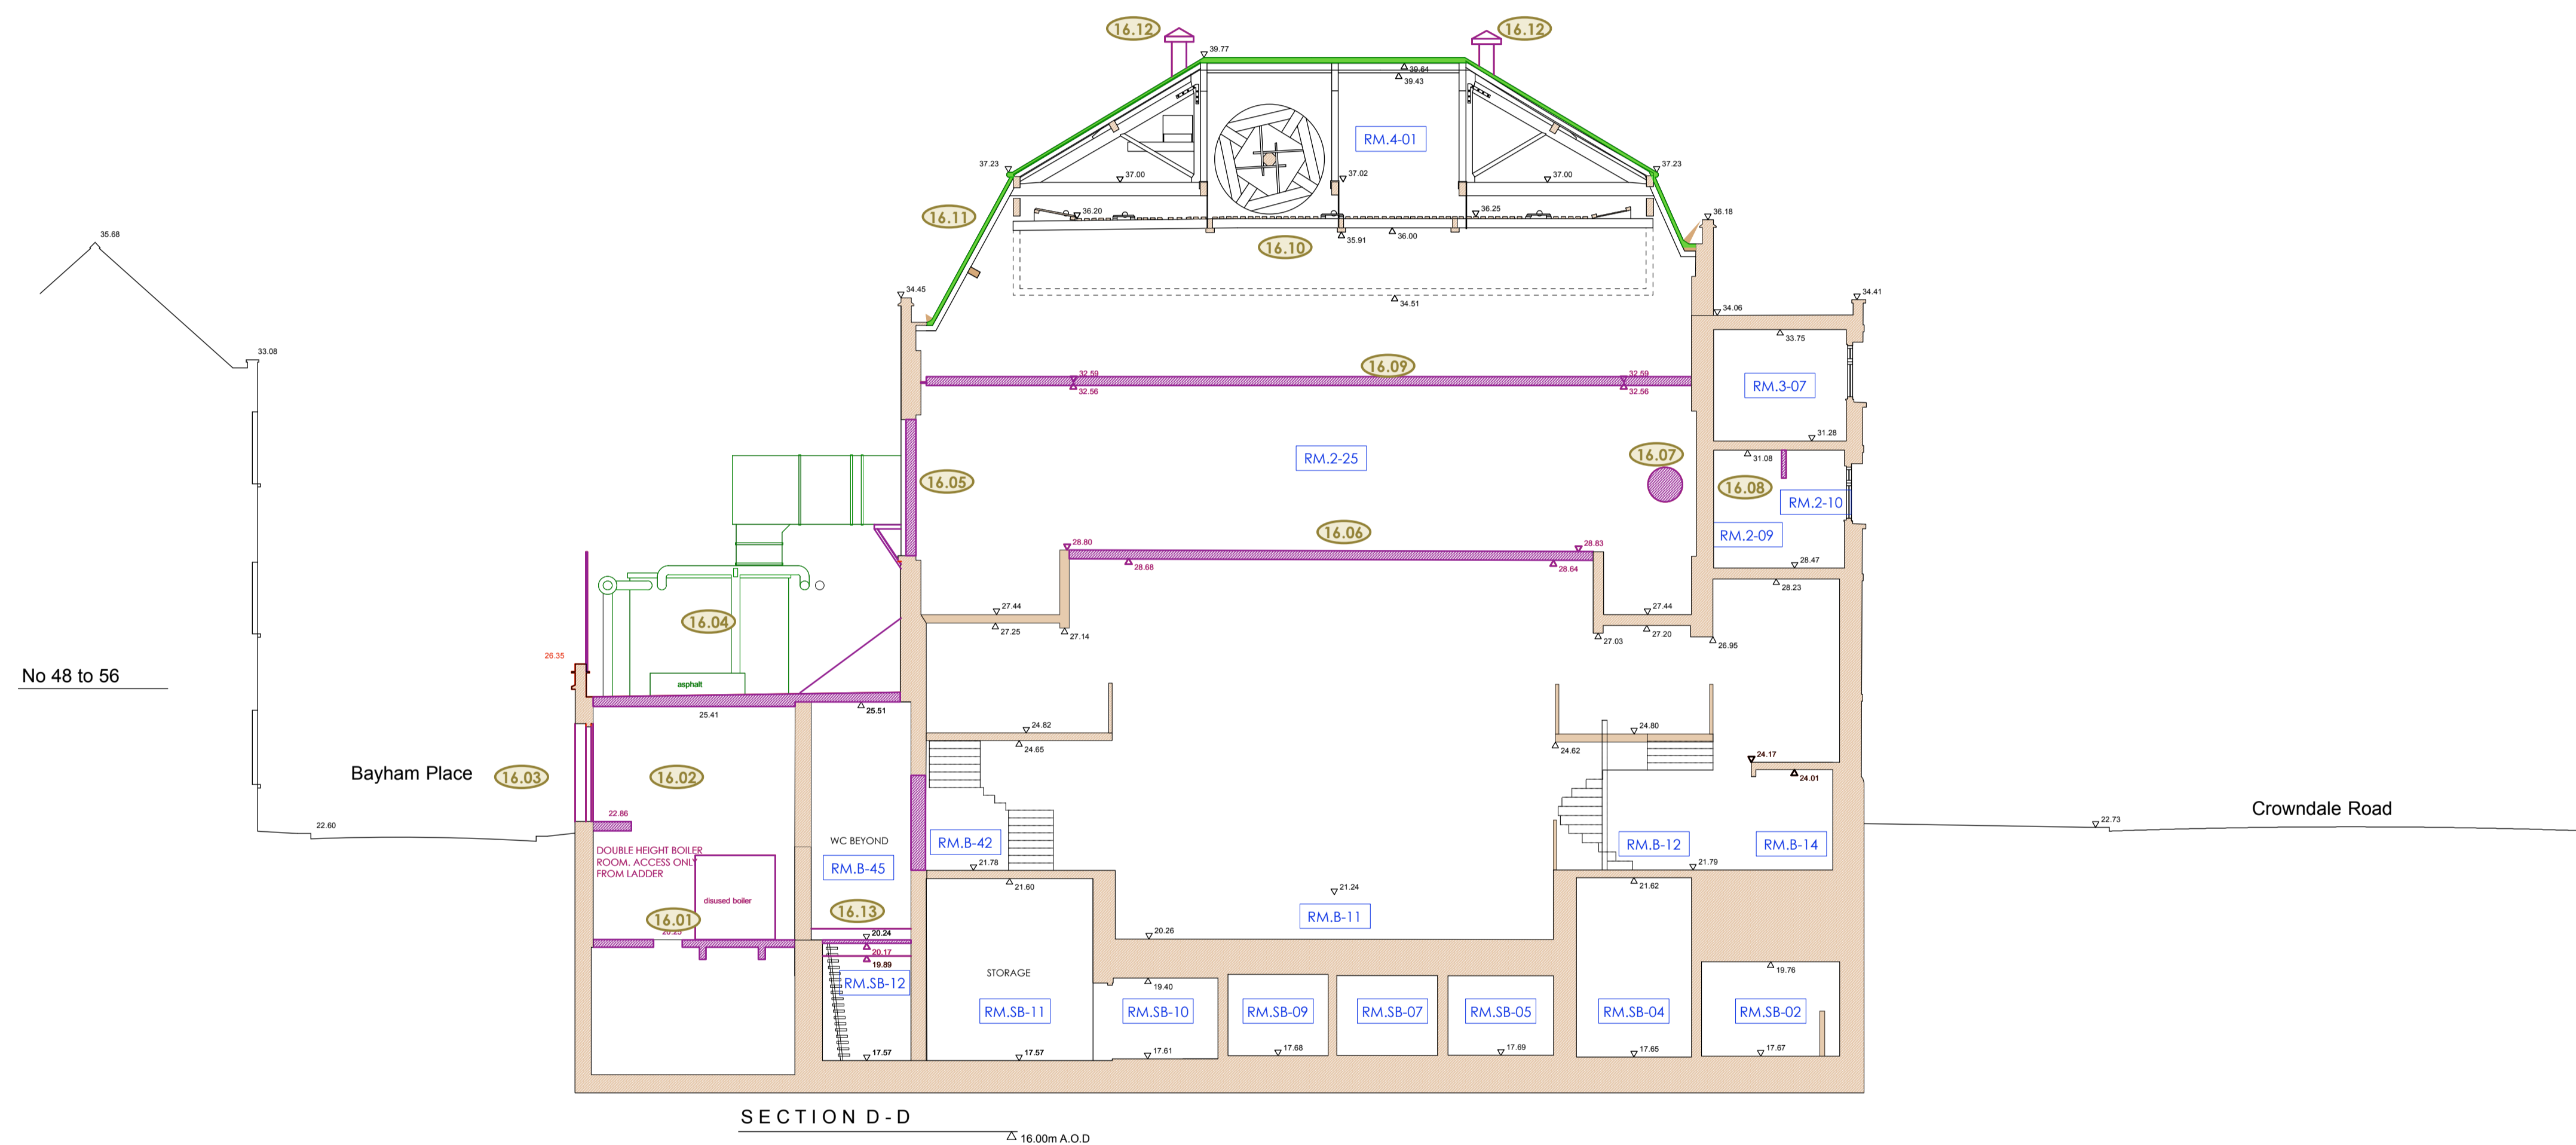 16.12
16.12
39.77
39.64
39.43
RM.4-01
37.23
37.23
37.00
37.02
37.00
16.11
36.20
36.25
36.18
16.10
35.91
36.00
35.68
34.45
34.51
34.41
34.06
33.75
33.08
16.09
32.59
32.59
32.56
32.56
RM.3-07
31.28
RM.2-25
16.07
31.08
16.05
16.08
RM.2-10
16.06
RM.2-09
28.80
28.83
28.68
28.64
28.47
28.23
27.44
27.44
27.25
27.14
27.03
27.20
26.95
16.04
26.35
No 48 to 56
asphalt
25.41
25.51
24.82
24.80
24.65
24.62
24.17
24.01
Bayham Place
16.03
16.02
22.86
22.60
22.73
Crowndale Road
DOUBLE HEIGHT BOILER
ROOM. ACCESS ONLY
FROM LADDER
WC BEYOND
RM.B-42
RM.B-12
RM.B-14
RM.B-45
21.78
21.79
21.60
21.24
21.62
disused boiler
16.01
16.13
RM.B-11
20.24
20.26
20.17
19.89
19.76
STORAGE
RM.SB-12
19.40
RM.SB-11
RM.SB-10
RM.SB-09
RM.SB-07
RM.SB-05
RM.SB-04
RM.SB-02
17.57
17.57
17.61
17.68
17.69
17.65
17.67
SECTION D-D
16.00m A.O.D